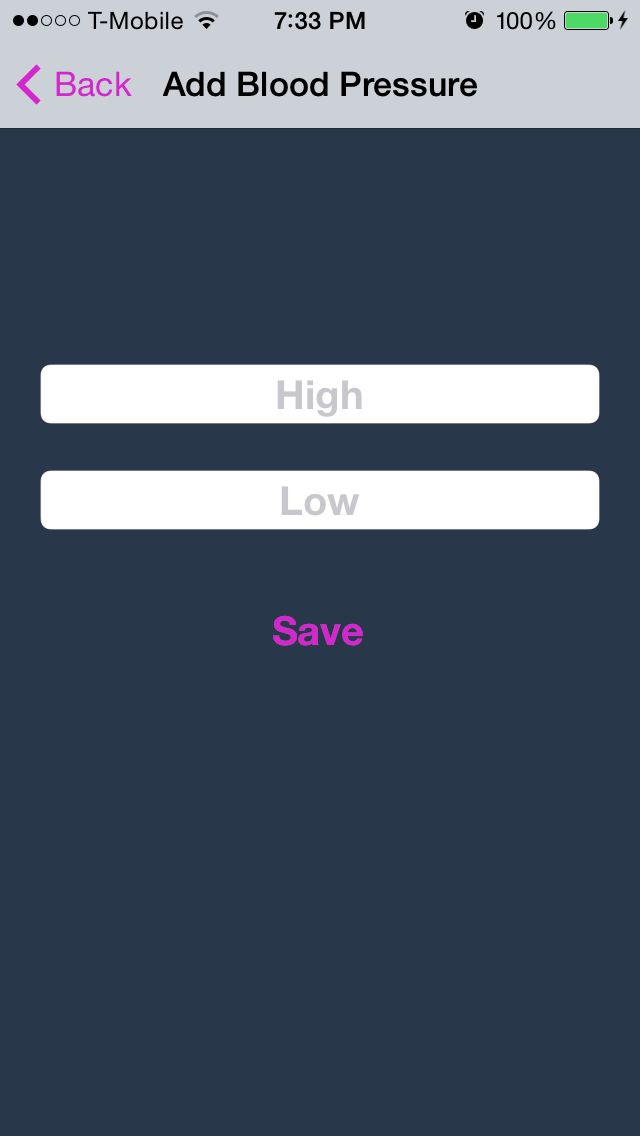 T-Mobile 7:33 PM 100%
Back Add Blood Pressure
High
Low
Save